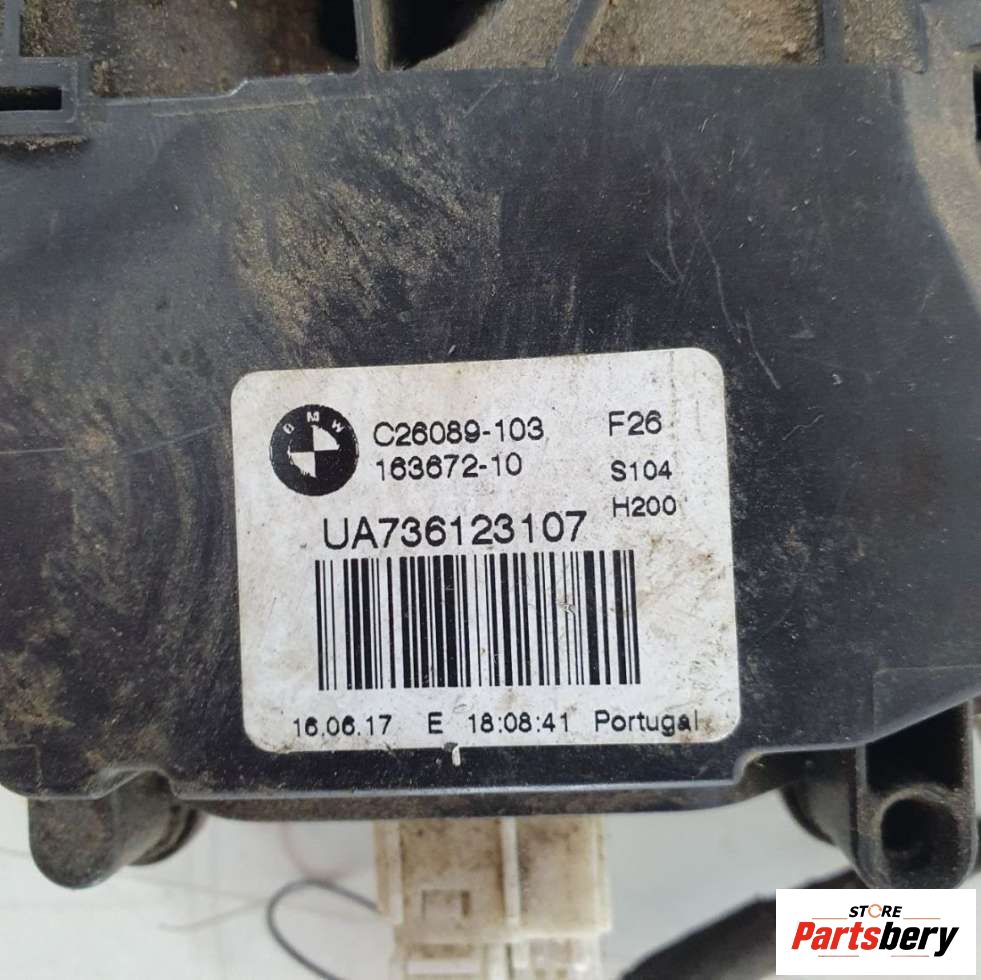 BMW
C26089-103 F26
163672-10 S104
H200
UA736123107
16.06.17 E 18:08:41 Portugal
STORE
Partsbery